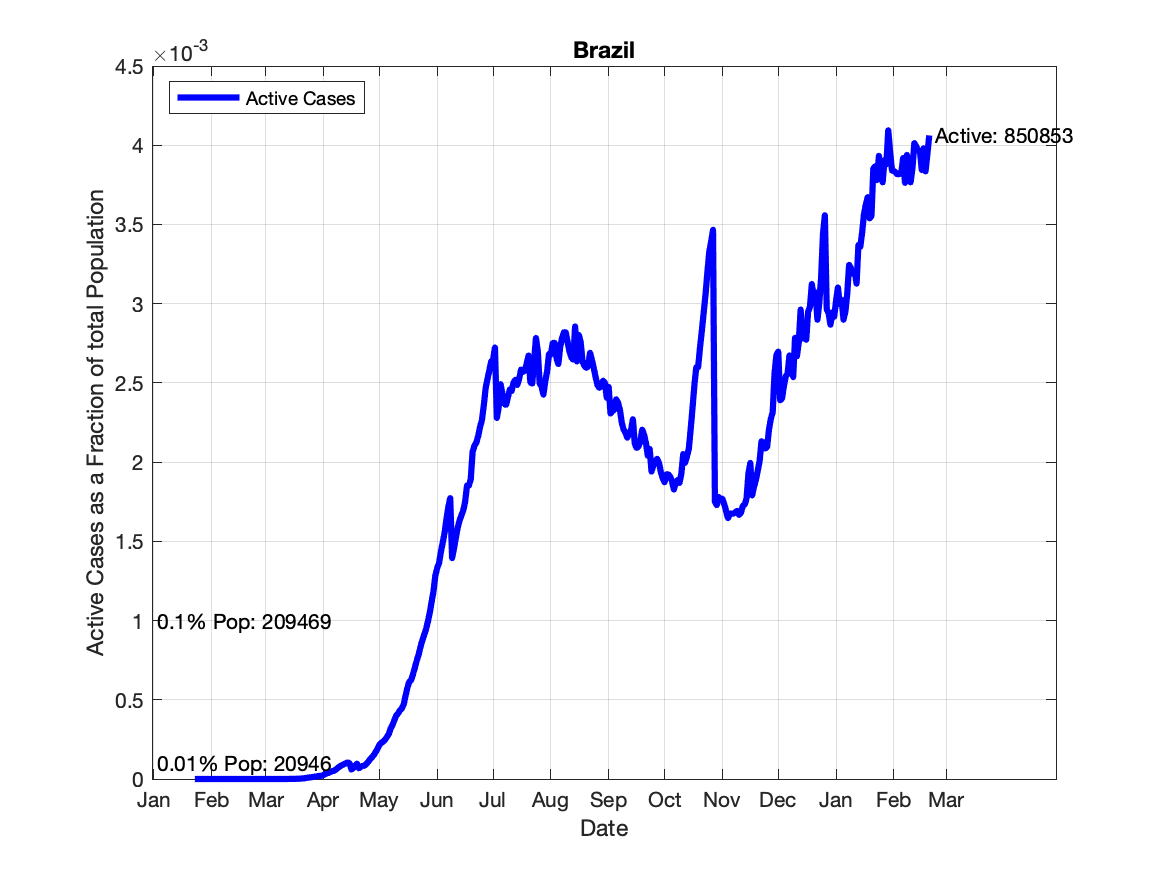 Brazil
×10-3
4.5
4
3.5
3
2.5
2
1.5
1
0.5
0
Active Cases as a Fraction of total Population
Active Cases
Active: 850853
0.1% Pop: 209469
0.01% Pop: 20946
Jan Feb Mar Apr May Jun Jul Aug Sep Oct Nov Dec Jan Feb Mar
Date